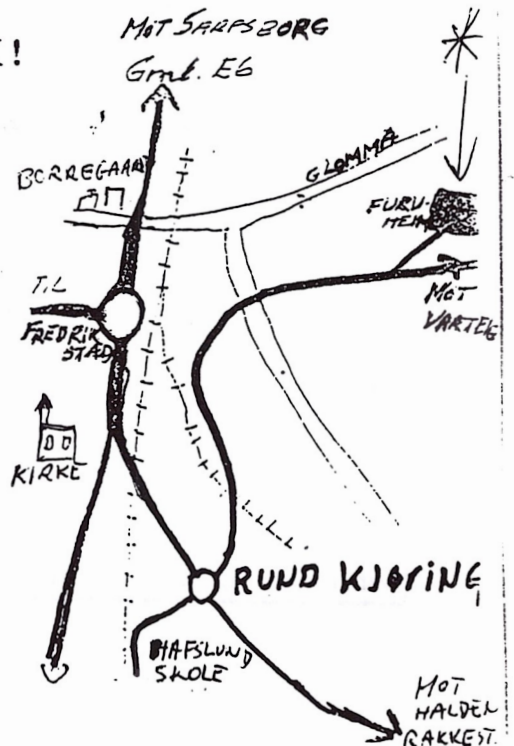 !
MOT SARPSBORG
Gml. E6
BORREGAARD
GLOMMA
FURU-
HEIM
TIL
FREDRIK
STAD
MOT
VARTEIG
KIRKE
RUND KJØRING
HAFSLUND
SKOLE
MOT
HALDEN
RAKKEST.